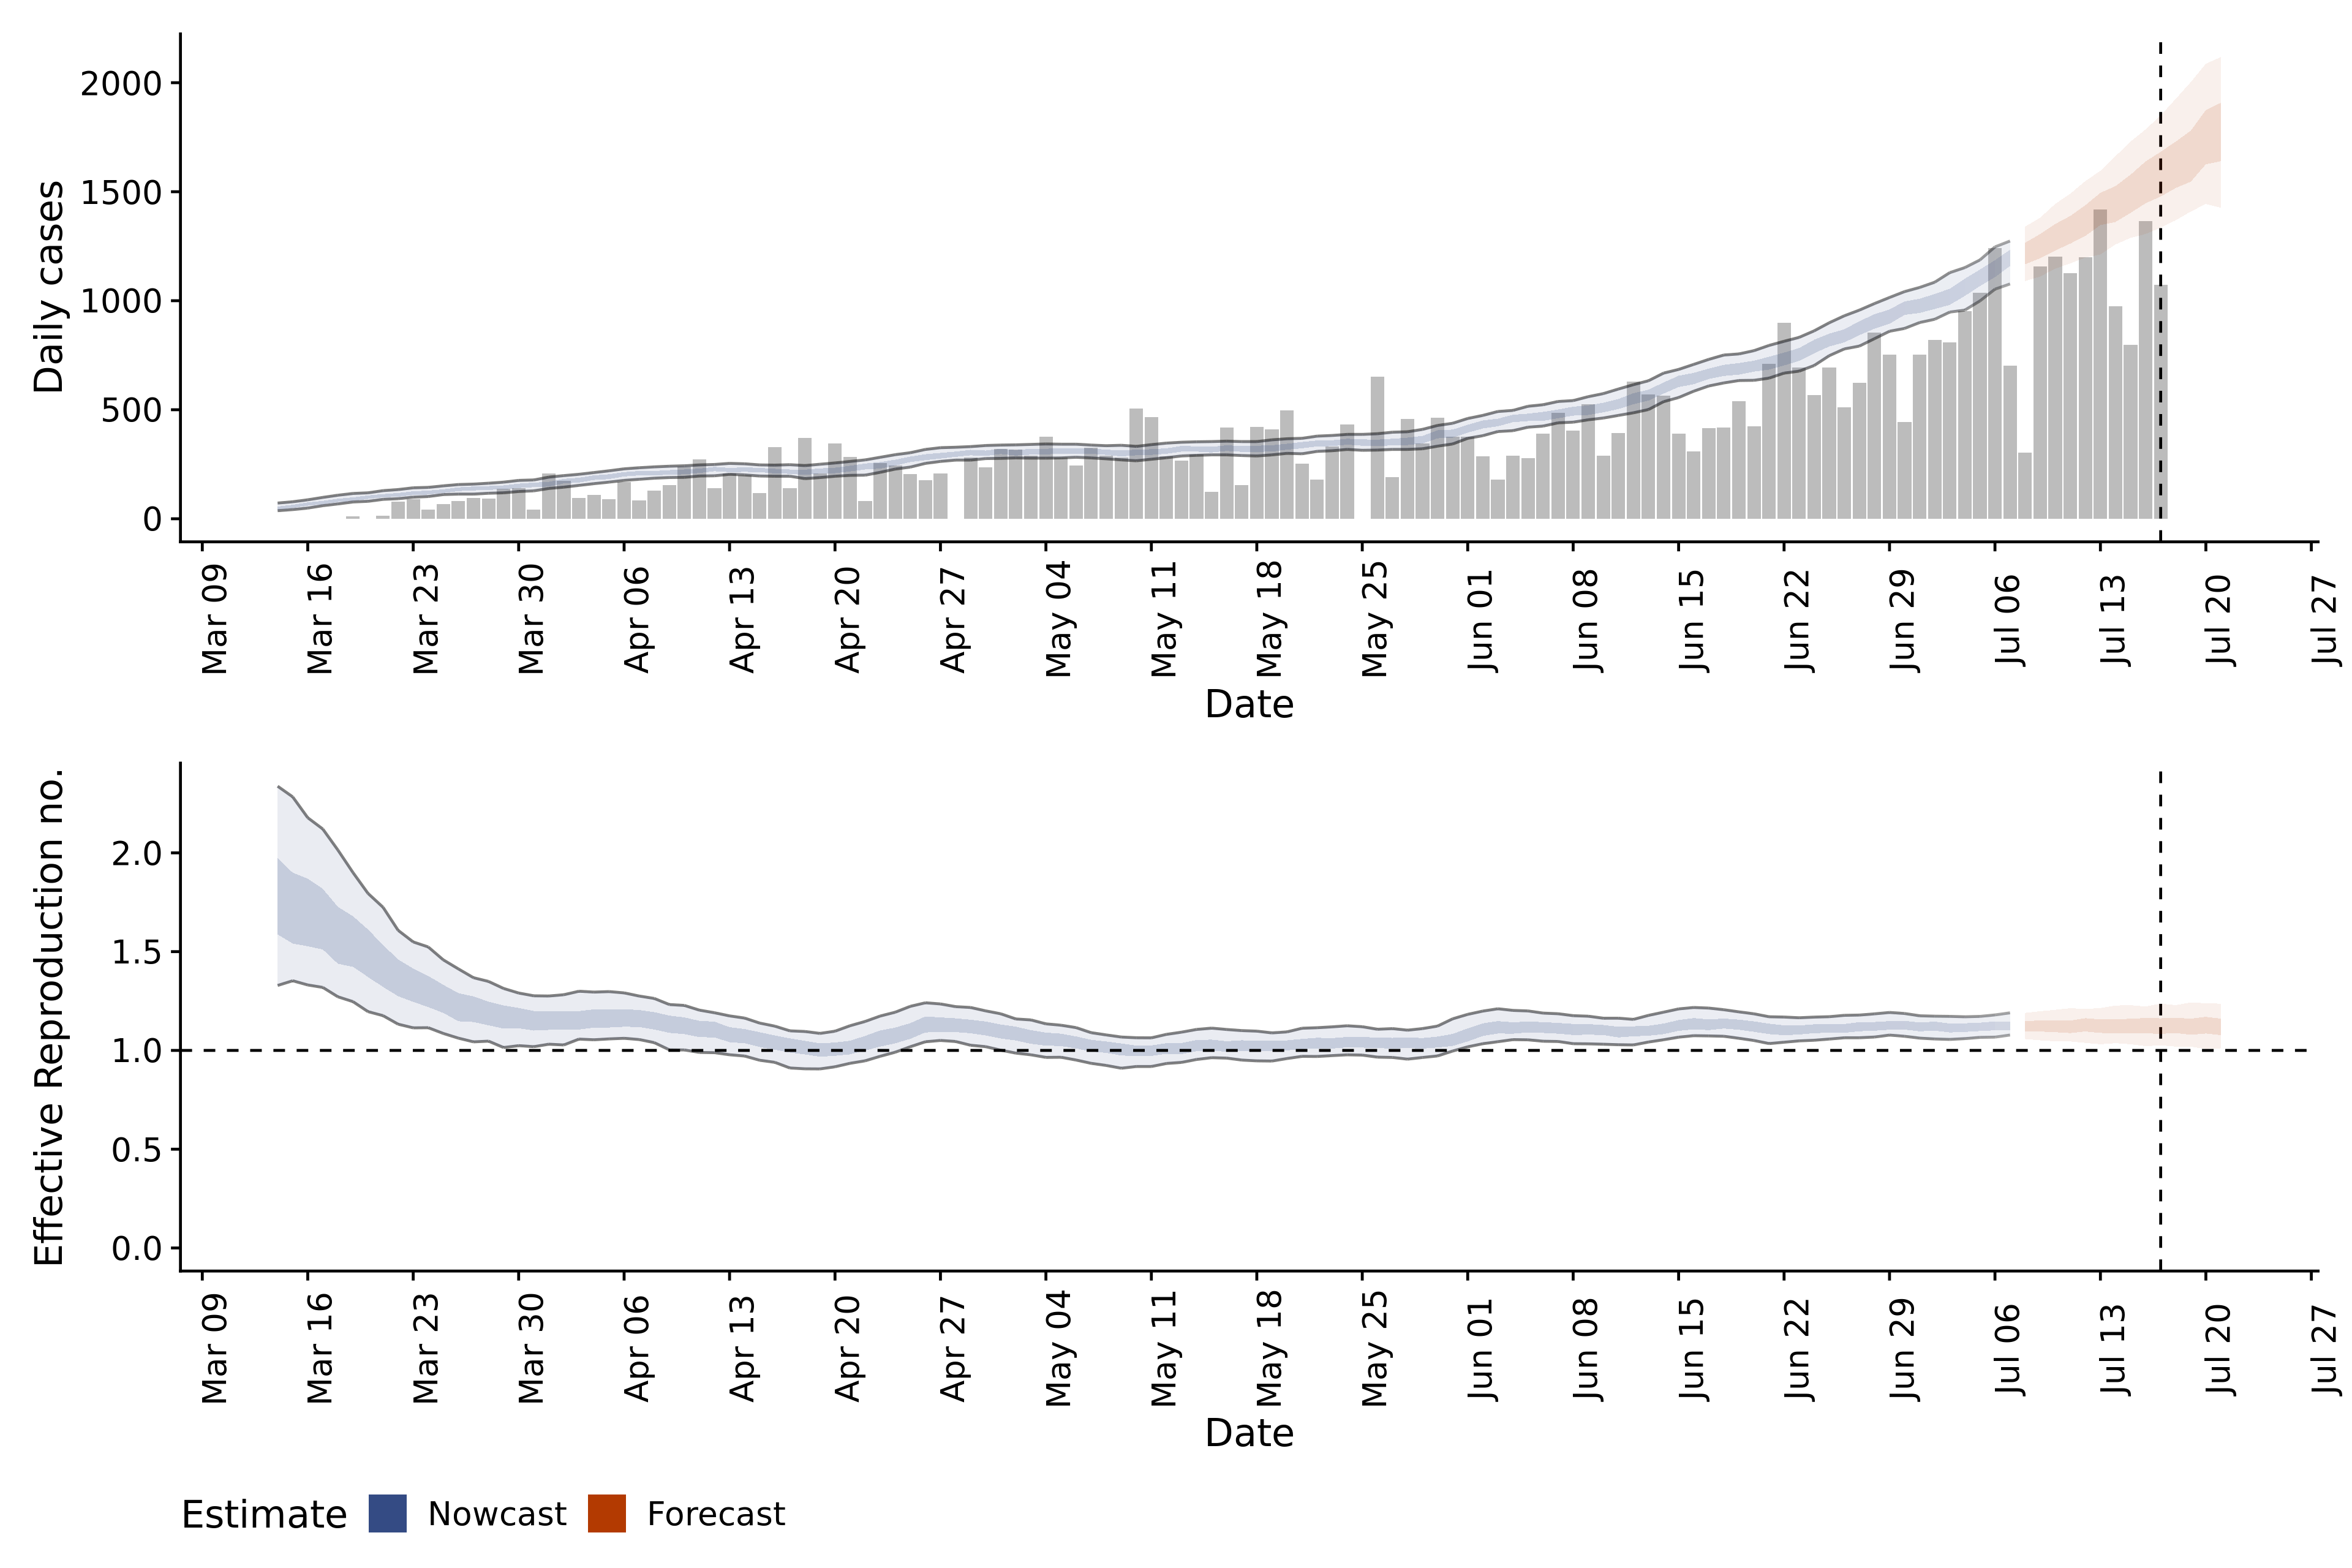 Daily cases
2000
1500
1000
500
0
Mar 09 Mar 16 Mar 23 Mar 30 Apr 06 Apr 13 Apr 20 Apr 27 May 04 May 11 May 18 May 25 Jun 01 Jun 08 Jun 15 Jun 22 Jun 29 Jul 06 Jul 13 Jul 20 Jul 27
Date
Effective Reproduction no.
2.0
1.5
1.0
0.5
0.0
Mar 09 Mar 16 Mar 23 Mar 30 Apr 06 Apr 13 Apr 20 Apr 27 May 04 May 11 May 18 May 25 Jun 01 Jun 08 Jun 15 Jun 22 Jun 29 Jul 06 Jul 13 Jul 20 Jul 27
Date
Estimate Nowcast Forecast